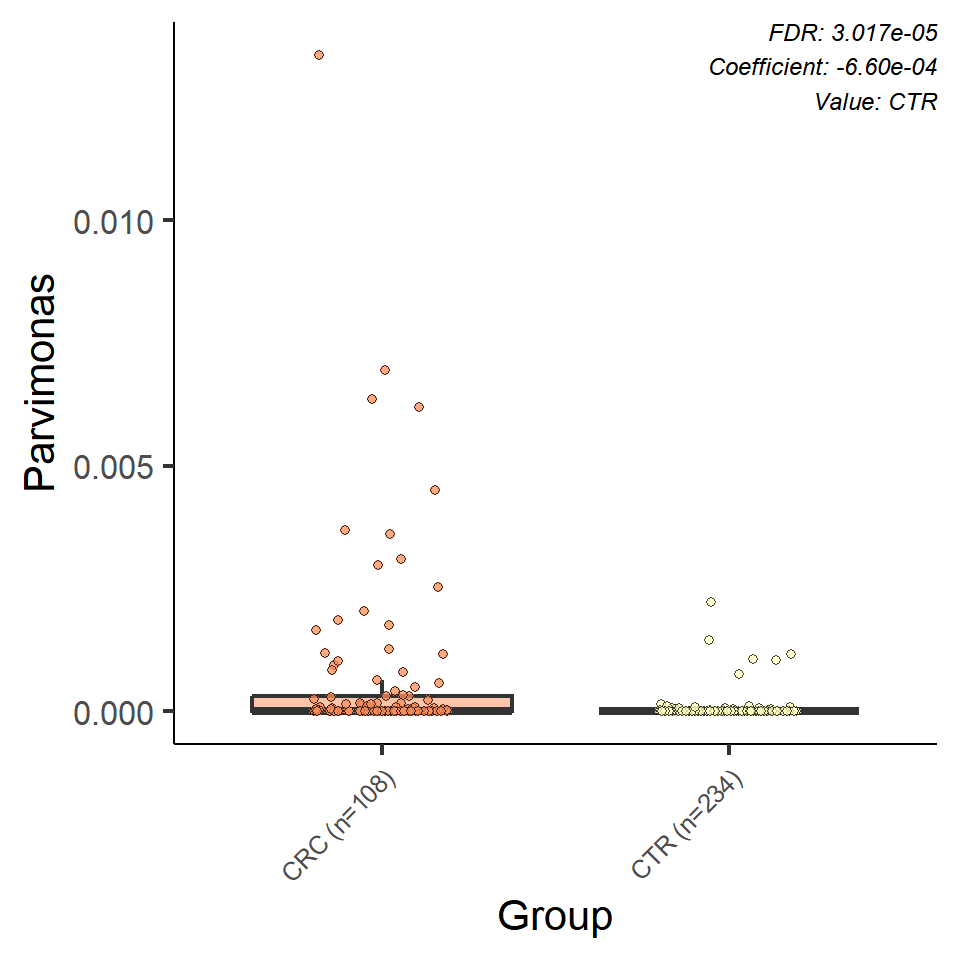 FDR: 3.017e-05
Coefficient: -6.60e-04
Value: CTR
Parvimonas
0.010
0.005
0.000
CRC (n=108)
CTR (n=234)
Group